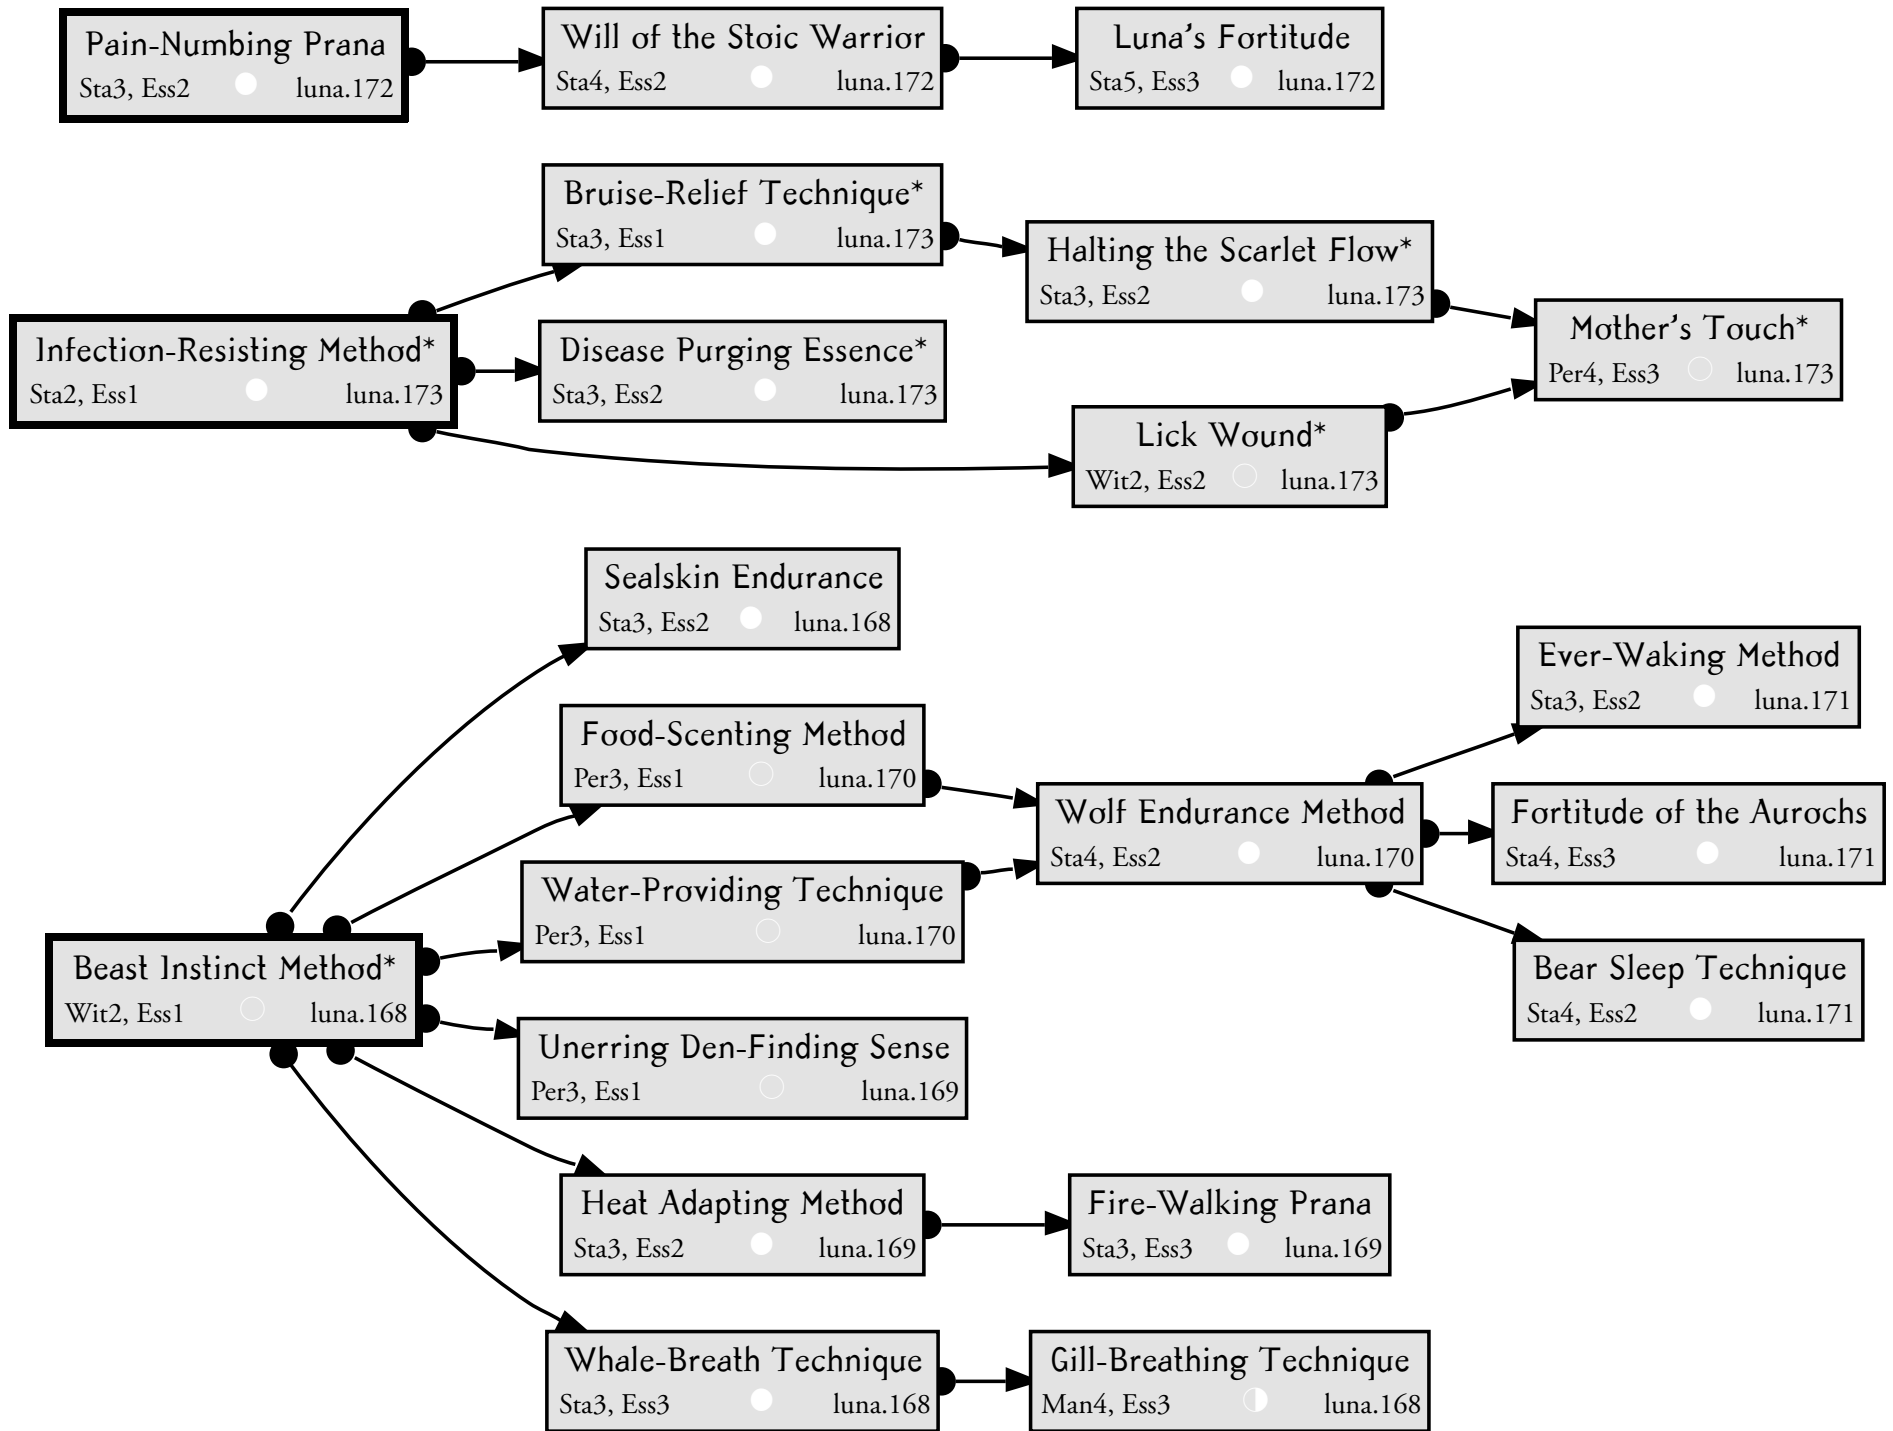 Pain-Numbing Prana
Sta3, Ess2 luna.172
Will of the Stoic Warrior
Sta4, Ess2 luna.172
Luna's Fortitude
Sta5, Ess3 luna.172
Bruise-Relief Technique*
Sta3, Ess1 luna.173
Halting the Scarlet Flow*
Sta3, Ess2 luna.173
Infection-Resisting Method*
Sta2, Ess1 luna.173
Disease Purging Essence*
Sta3, Ess2 luna.173
Mother's Touch*
Per4, Ess3 luna.173
Lick Wound*
Wit2, Ess2 luna.173
Sealskin Endurance
Sta3, Ess2 luna.168
Ever-Waking Method
Sta3, Ess2 luna.171
Food-Scenting Method
Per3, Ess1 luna.170
Wolf Endurance Method
Sta4, Ess2 luna.170
Fortitude of the Aurochs
Sta4, Ess3 luna.171
Water-Providing Technique
Per3, Ess1 luna.170
Beast Instinct Method*
Wit2, Ess1 luna.168
Bear Sleep Technique
Sta4, Ess2 luna.171
Unerring Den-Finding Sense
Per3, Ess1 luna.169
Heat Adapting Method
Sta3, Ess2 luna.169
Fire-Walking Prana
Sta3, Ess3 luna.169
Whale-Breath Technique
Sta3, Ess3 luna.168
Gill-Breathing Technique
Man4, Ess3 luna.168